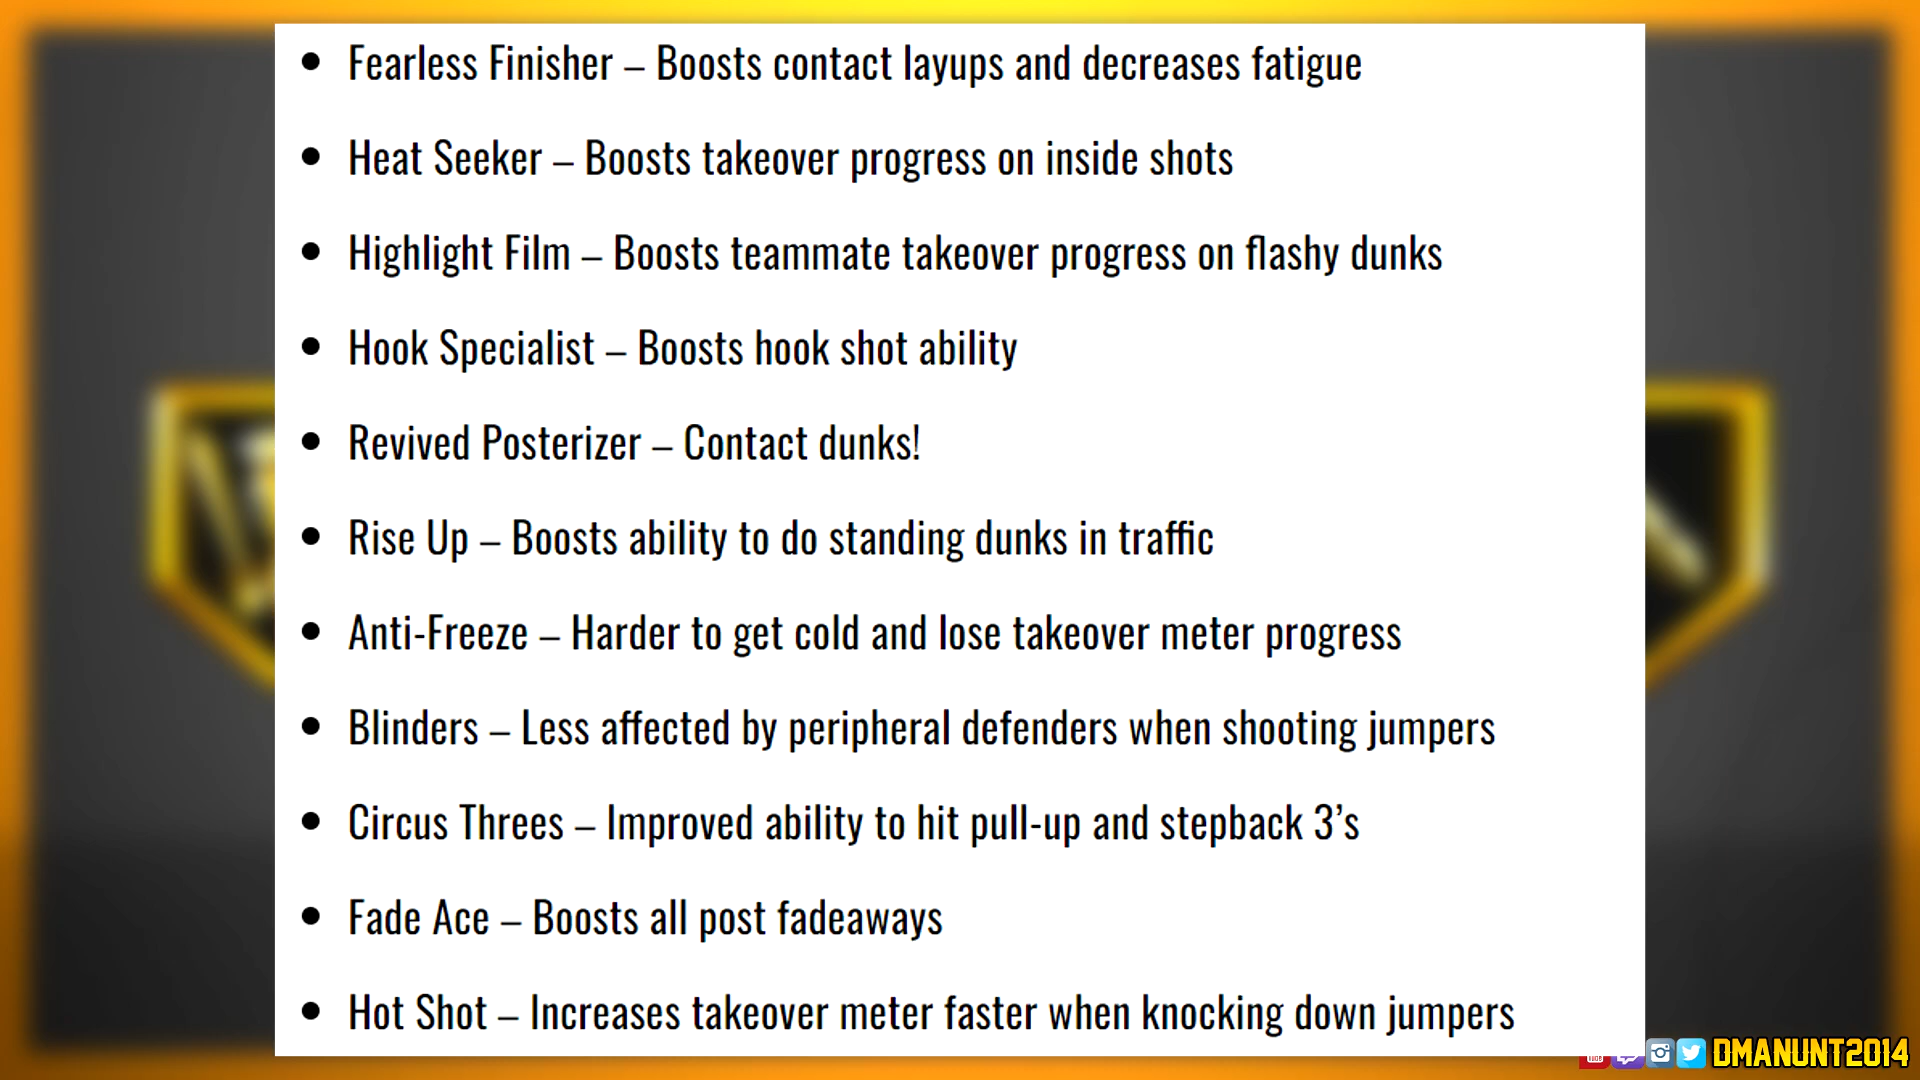 • Fearless Finisher – Boosts contact layups and decreases fatigue
• Heat Seeker – Boosts takeover progress on inside shots
• Highlight Film – Boosts teammate takeover progress on flashy dunks
• Hook Specialist – Boosts hook shot ability
• Revived Posterizer – Contact dunks!
• Rise Up – Boosts ability to do standing dunks in traffic
• Anti-Freeze – Harder to get cold and lose takeover meter progress
• Blinders – Less affected by peripheral defenders when shooting jumpers
• Circus Threes – Improved ability to hit pull-up and stepback 3’s
• Fade Ace – Boosts all post fadeaways
• Hot Shot – Increases takeover meter faster when knocking down jumpers
DMANUNT2014